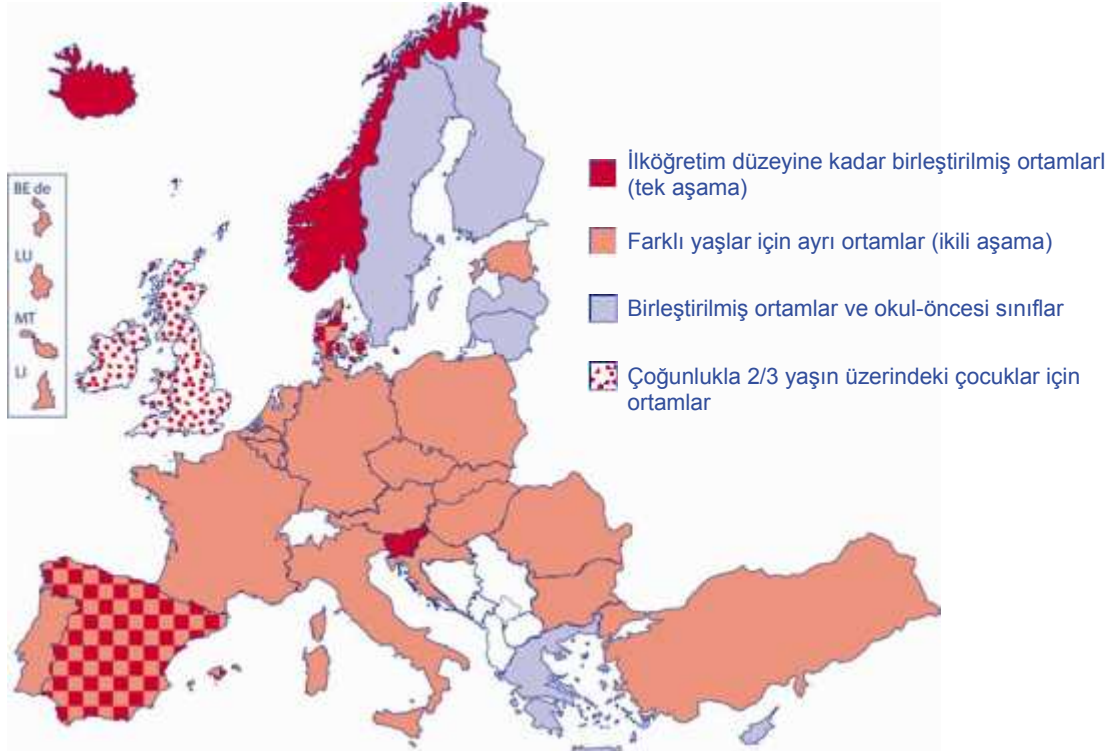 BE de
LU
MT
LI
İlköğretim düzeyine kadar birleştirilmiş ortamlarl
(tek aşama)
Farklı yaşlar için ayrı ortamlar (ikili aşama)
Birleştirilmiş ortamlar ve okul-öncesi sınıflar
Çoğunlukla 2/3 yaşın üzerindeki çocuklar için
ortamlar